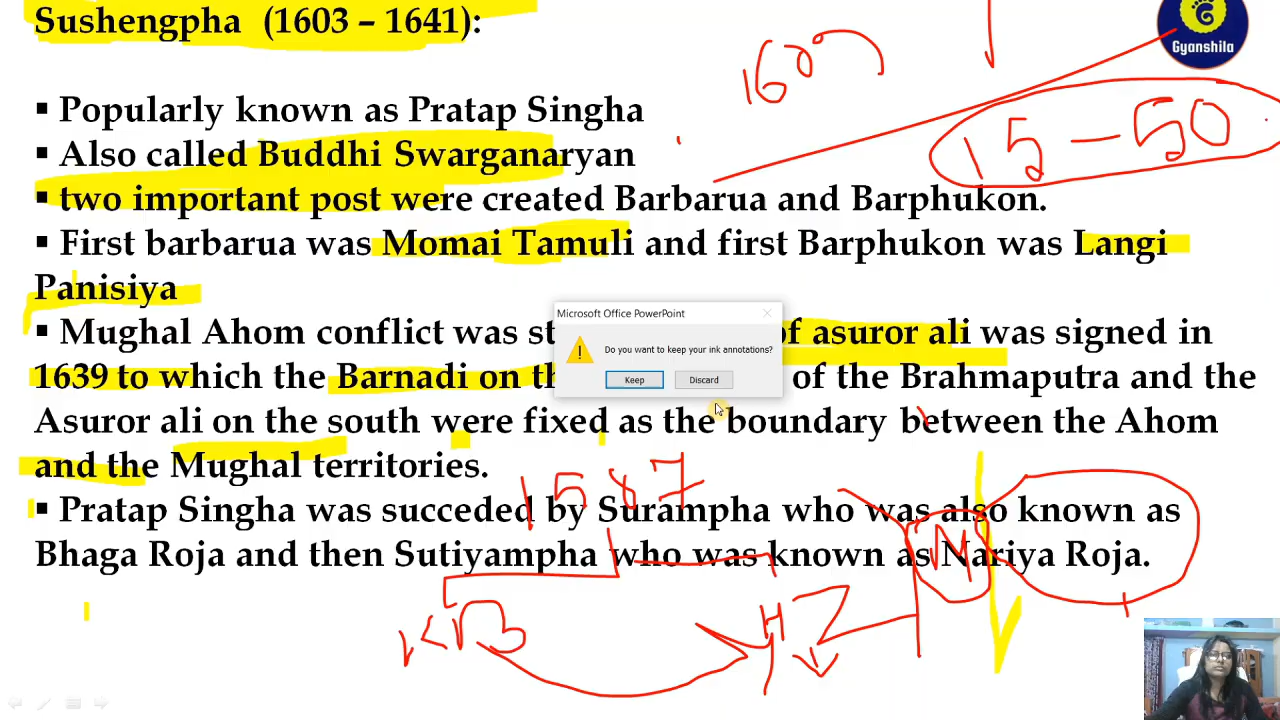 Sushengpha (1603 – 1641):
Gyanshila
1609
15-50
▪ Popularly known as Pratap Singha
▪ Also called Buddhi Swarganaryan
▪ two important post were created Barbarua and Barphukon.
▪ First barbarua was Momai Tamuli and first Barphukon was Langi
Panisiya
▪ Mughal Ahom conflict was st of asuror ali was signed in
1639 to which the Barnadi on th of the Brahmaputra and the
Asuror ali on the south were fixed as the boundary between the Ahom
and the Mughal territories.
Microsoft Office PowerPoint
Do you want to keep your ink annotations?
Keep
Discard
1587
▪ Pratap Singha was succeded by Surampha who was also known as
Bhaga Roja and then Sutiyampha who was known as Nariya Roja.
M